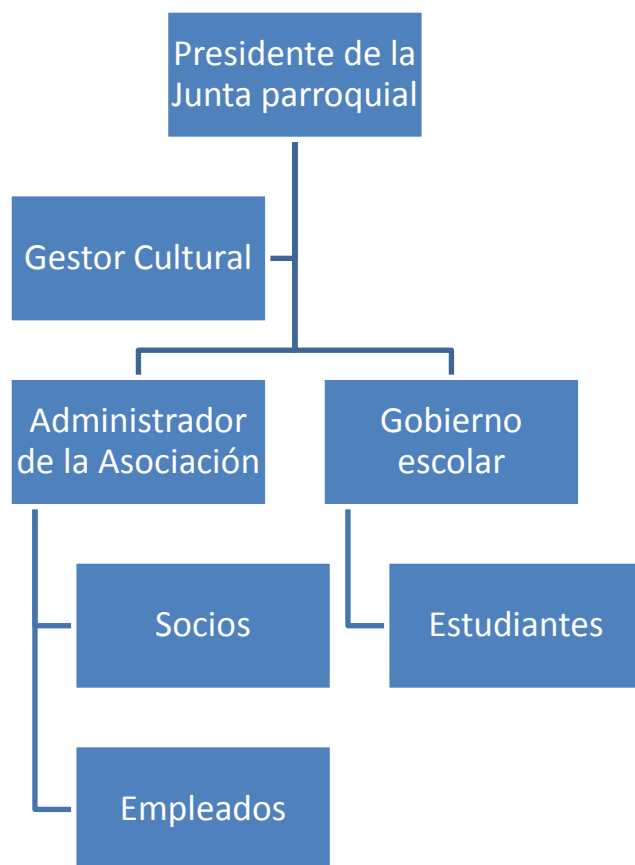 Presidente de la
Junta parroquial
Gestor Cultural
Administrador
de la Asociación
Gobierno
escolar
Socios
Estudiantes
Empleados